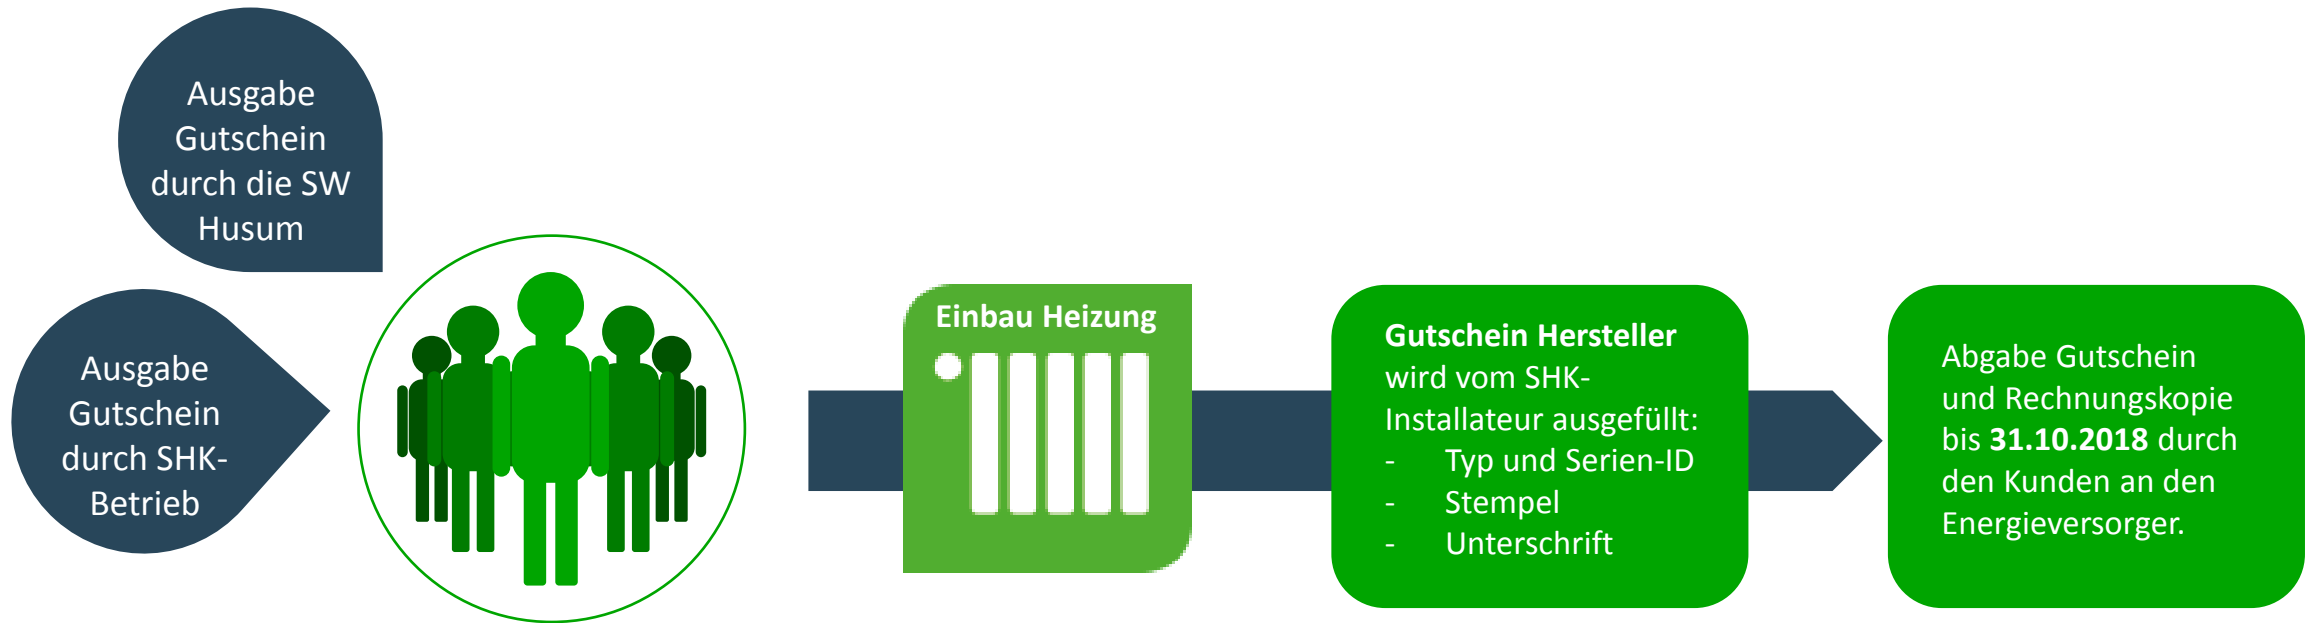 Ausgabe
Gutschein
durch die SW
Husum
Ausgabe
Gutschein
durch SHK-
Betrieb
Einbau Heizung
Gutschein Hersteller
wird vom SHK-
Installateur ausgefüllt:
- Typ und Serien-ID
- Stempel
- Unterschrift
Abgabe Gutschein
und Rechnungskopie
bis 31.10.2018 durch
den Kunden an den
Energieversorger.